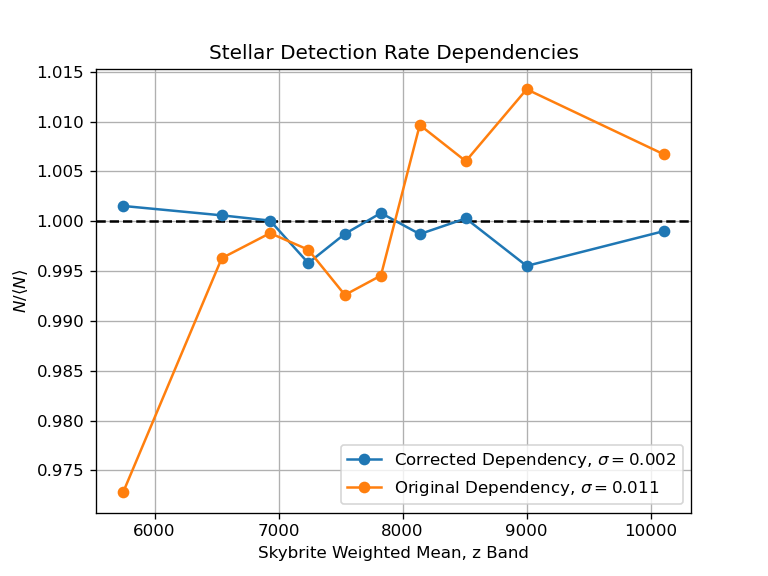 Stellar Detection Rate Dependencies
1.015
1.010
1.005
1.000
0.995
0.990
0.985
0.980
0.975
N/⟨N⟩
Corrected Dependency, σ = 0.002
Original Dependency, σ = 0.011
6000 7000 8000 9000 10000
Skybrite Weighted Mean, z Band